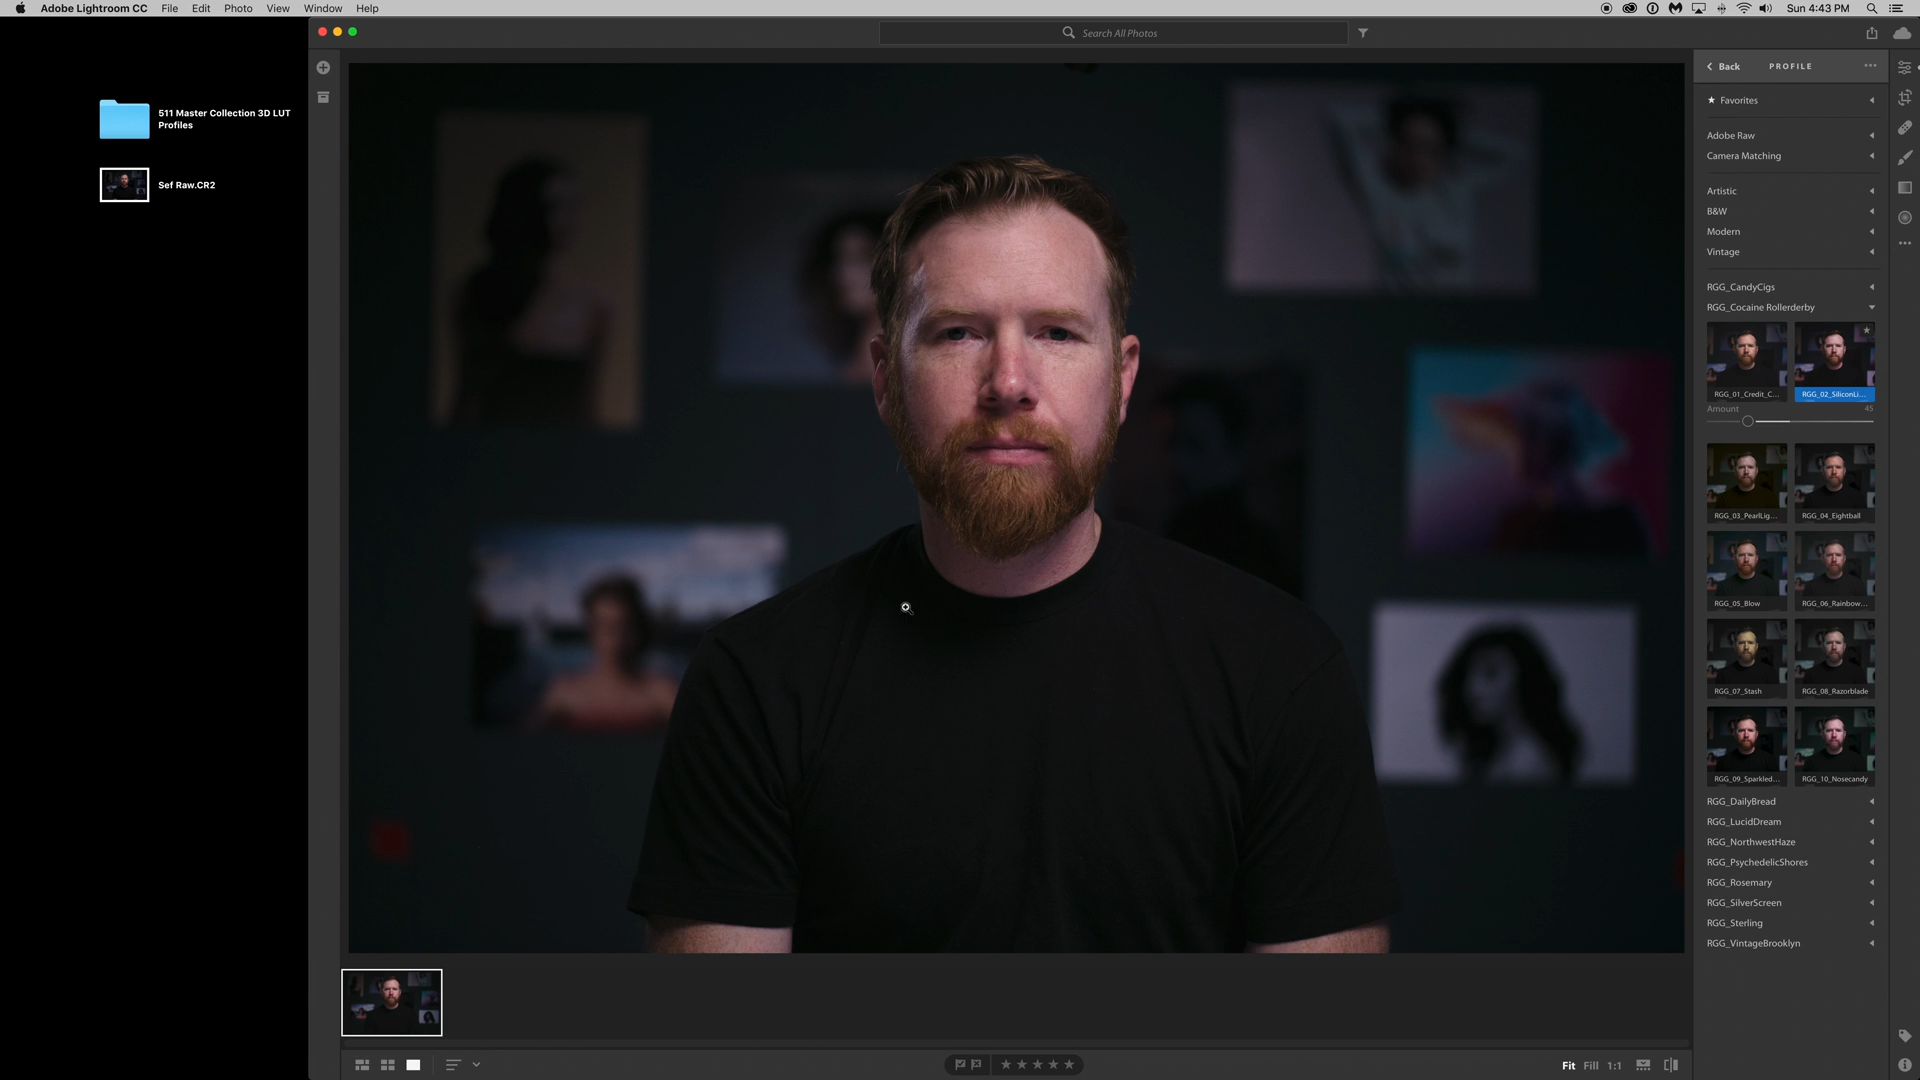 Adobe Lightroom CC File Edit Photo View Window Help
Sun 4:43 PM
Search All Photos
511 Master Collection 3D LUT
Profiles
Sef Raw.CR2
Back
PROFILE
Favorites
Adobe Raw
Camera Matching
Artistic
B&W
Modern
Vintage
RGG_CandyCigs
RGG_Cocaine Rollerderby
RGG_01_Credit_C...
RGG_02_SiliconLi...
Amount 45
RGG_03_PearlLig...
RGG_04_Eightball
RGG_05_Blow
RGG_06_Rainbow...
RGG_07_Stash
RGG_08_Razorblade
RGG_09_Sparkled...
RGG_10_Nosecandy
RGG_DailyBread
RGG_LucidDream
RGG_NorthwestHaze
RGG_PsychedelicShores
RGG_Rosemary
RGG_SilverScreen
RGG_Sterling
RGG_VintageBrooklyn
Fit Fill 1:1